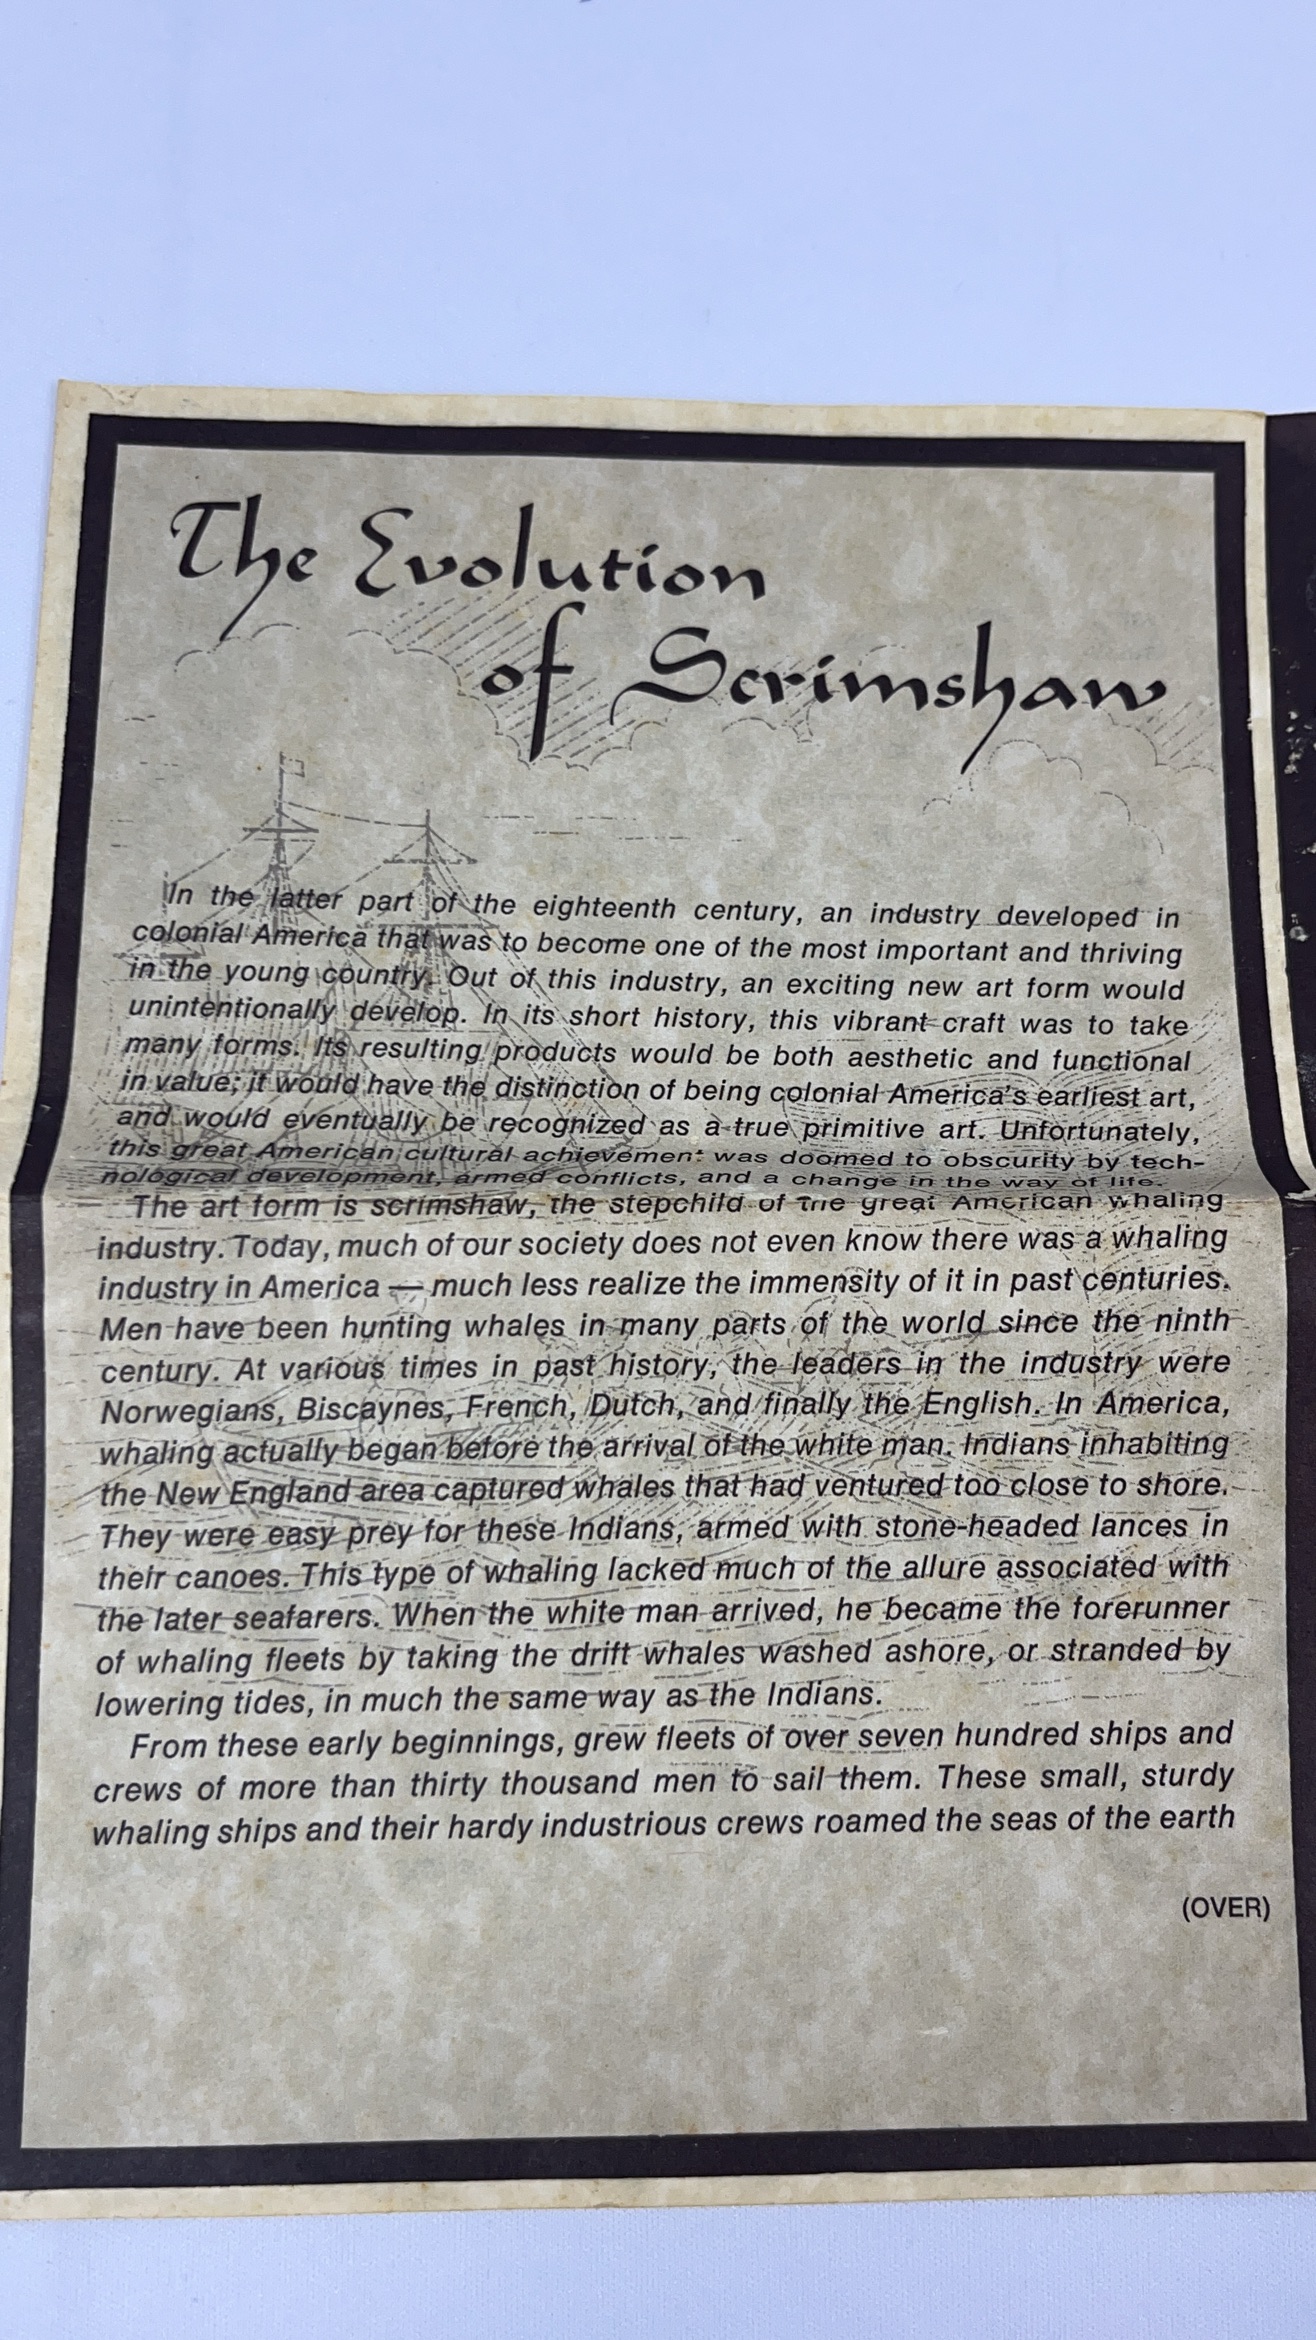 The Evolution
of Scrimshaw
In the latter part of the eighteenth century, an industry developed in
colonial America that was to become one of the most important and thriving
in the young country. Out of this industry, an exciting new art form would
unintentionally develop. In its short history, this vibrant craft was to take
many forms. Its resulting products would be both aesthetic and functional
in value; it would have the distinction of being colonial America's earliest art,
and would eventually be recognized as a true primitive art. Unfortunately,
this great American cultural achievement was doomed to obscurity by tech-
nological development, armed conflicts, and a change in the way of life.
The art form is scrimshaw, the stepchild of the great American whaling
industry. Today, much of our society does not even know there was a whaling
industry in America — much less realize the immensity of it in past centuries.
Men have been hunting whales in many parts of the world since the ninth
century. At various times in past history, the leaders in the industry were
Norwegians, Biscaynes, French, Dutch, and finally the English. In America,
whaling actually began before the arrival of the white man. Indians inhabiting
the New England area captured whales that had ventured too close to shore.
They were easy prey for these Indians, armed with stone-headed lances in
their canoes. This type of whaling lacked much of the allure associated with
the later seafarers. When the white man arrived, he became the forerunner
of whaling fleets by taking the drift whales washed ashore, or stranded by
lowering tides, in much the same way as the Indians.
From these early beginnings, grew fleets of over seven hundred ships and
crews of more than thirty thousand men to sail them. These small, sturdy
whaling ships and their hardy industrious crews roamed the seas of the earth
(OVER)